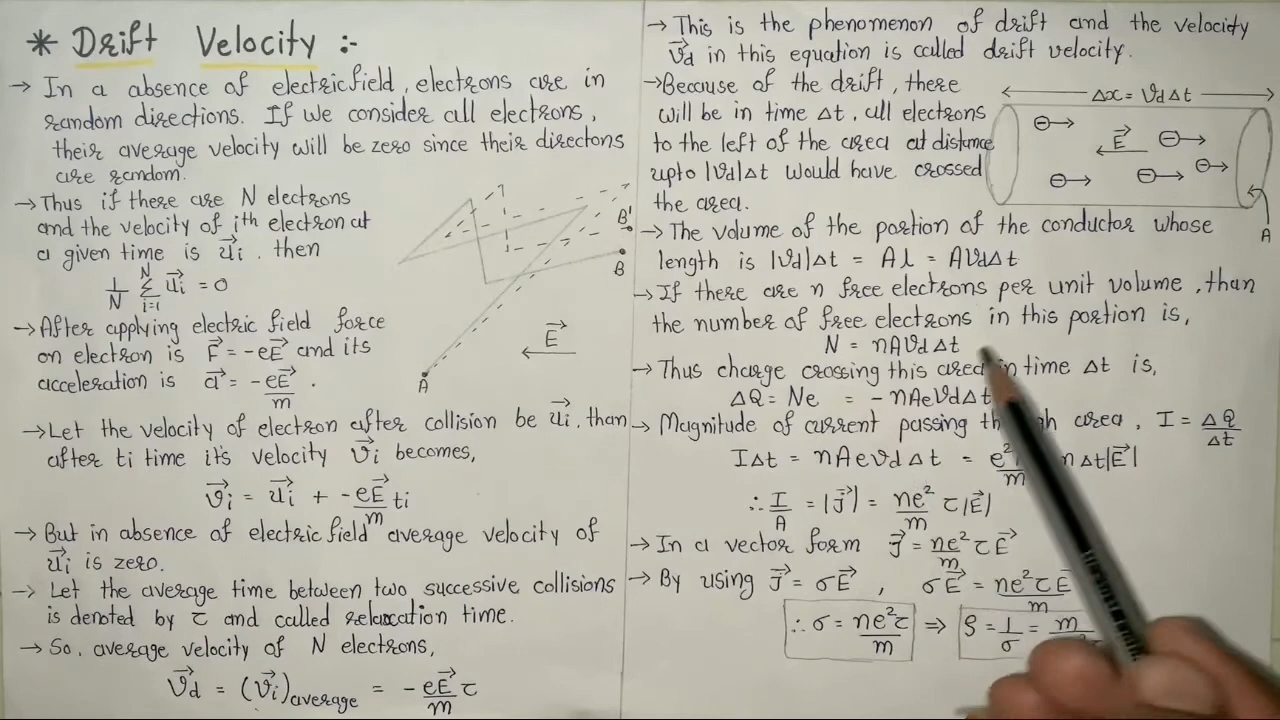 * Drift Velocity :-
→ In a absence of electric field, electrons are in
random directions. If we consider all electrons,
their average velocity will be zero since their directons
are random.
→ Thus if there are N electrons
and the velocity of ith electron at
a given time is u⃗i. then
1/N Σ(i=1 to N) u⃗i = 0
→ After applying electric field force
on electron is F⃗ = -eE⃗ and its
acceleration is a⃗ = -eE⃗/m .
→ Let the velocity of electron after collision be u⃗i, than
after ti time it's velocity v⃗i becomes,
v⃗i = u⃗i + -eE⃗/m ti
→ But in absence of electric field average velocity of
u⃗i is zero.
→ Let the average time between two successive collisions
is denoted by τ and called relaxation time.
→ So, average velocity of N electrons,
v⃗d = (v⃗i)average = -eE⃗/m τ
B'
B
E⃗
A
→ This is the phenomenon of drift and the velocity
v⃗d in this equation is called drift velocity.
→ Because of the drift, there
will be in time Δt, all electrons
to the left of the area at distance
upto |vd|Δt would have crossed
the area.
Δx = vdΔt
E⃗
A
→ The volume of the portion of the conductor whose
length is |vd|Δt = Al = AvdΔt
→ If there are n free electrons per unit volume, than
the number of free electrons in this portion is,
N = nAvdΔt
→ Thus charge crossing this area in time Δt is,
ΔQ = Ne = -nAevdΔt
→ Magnitude of current passing through area, I = ΔQ/Δt
IΔt = nAevdΔt = e² /m nΔt|E⃗|
∴ I/A = |J⃗| = ne²/m τ|E⃗|
→ In a vector form J⃗ = ne²/m τE⃗
→ By using J⃗ = σE⃗ , σE⃗ = ne²τE/m
∴ σ = ne²τ/m ⇒ ρ = 1/σ = m/